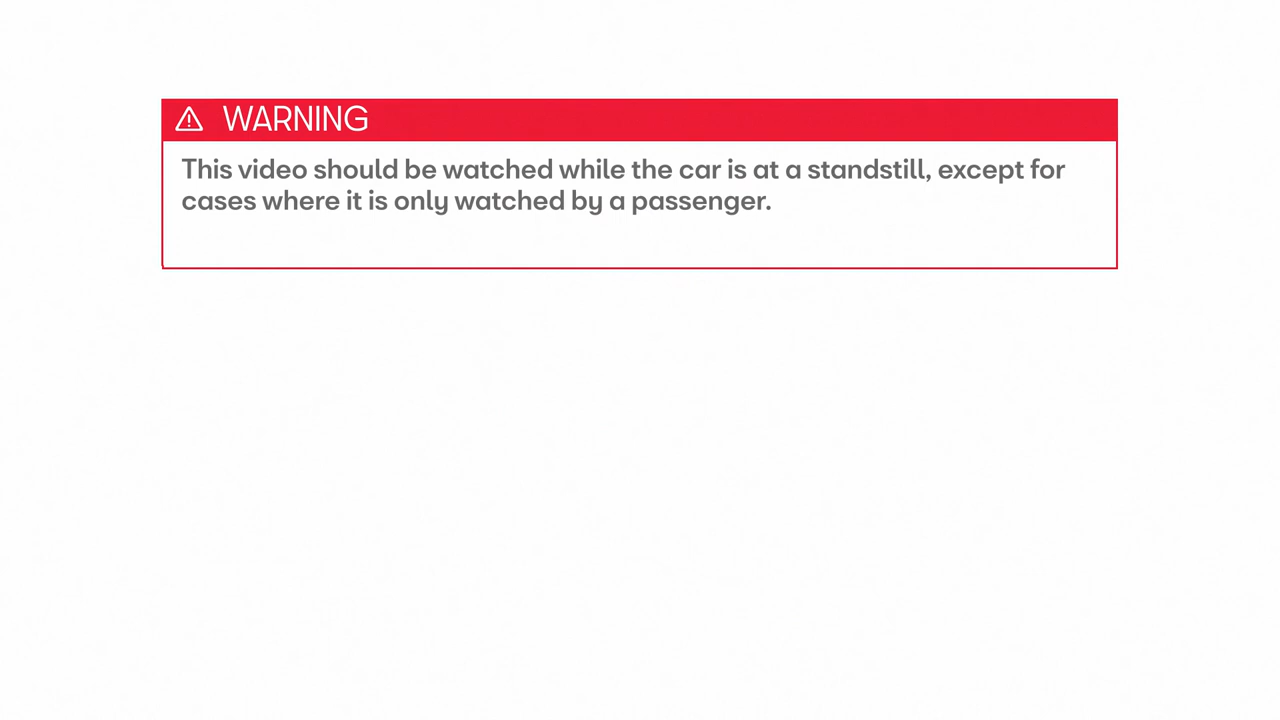 WARNING
This video should be watched while the car is at a standstill, except for
cases where it is only watched by a passenger.